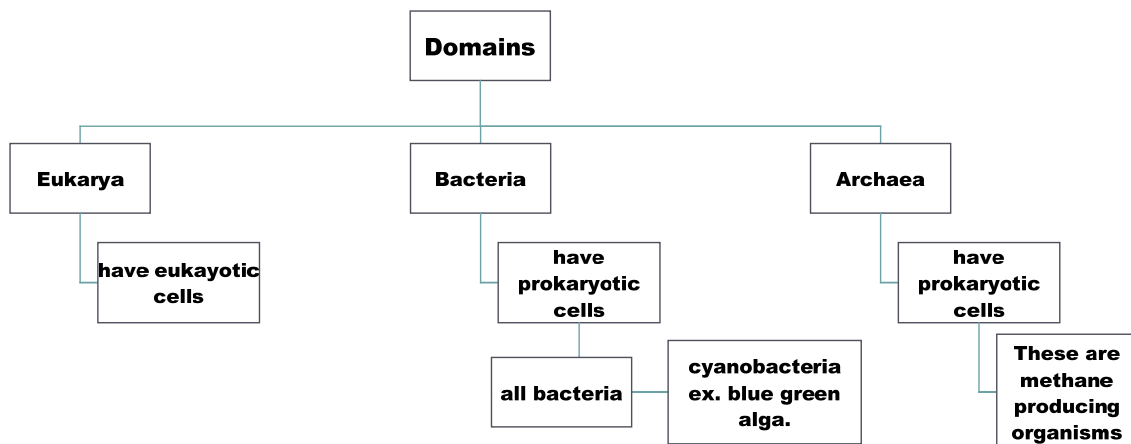 Domains
Eukarya
Bacteria
Archaea
have eukayotic
cells
have
prokaryotic
cells
have
prokaryotic
cells
all bacteria
cyanobacteria
ex. blue green
alga.
These are
methane
producing
organisms